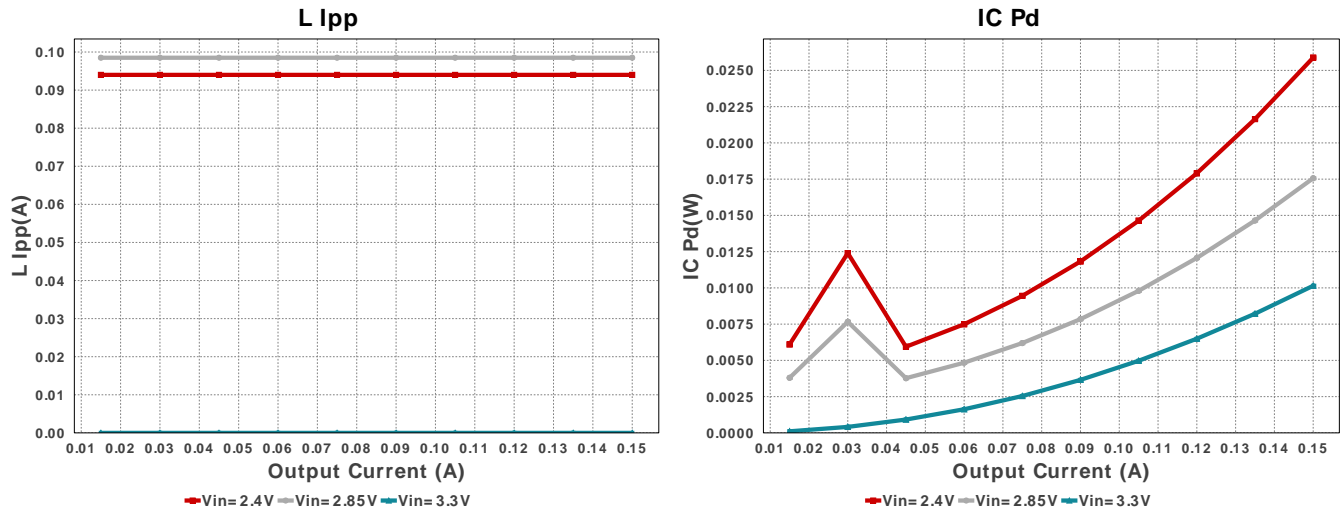 L Ipp
L Ipp(A)
0.10
0.09
0.08
0.07
0.06
0.05
0.04
0.03
0.02
0.01
0.00
0.01 0.02 0.03 0.04 0.05 0.06 0.07 0.08 0.09 0.10 0.11 0.12 0.13 0.14 0.15
Output Current (A)
Vin=2.4V Vin=2.85V Vin=3.3V
IC Pd
IC Pd(W)
0.0250
0.0225
0.0200
0.0175
0.0150
0.0125
0.0100
0.0075
0.0050
0.0025
0.0000
0.01 0.02 0.03 0.04 0.05 0.06 0.07 0.08 0.09 0.10 0.11 0.12 0.13 0.14 0.15
Output Current (A)
Vin=2.4V Vin=2.85V Vin=3.3V